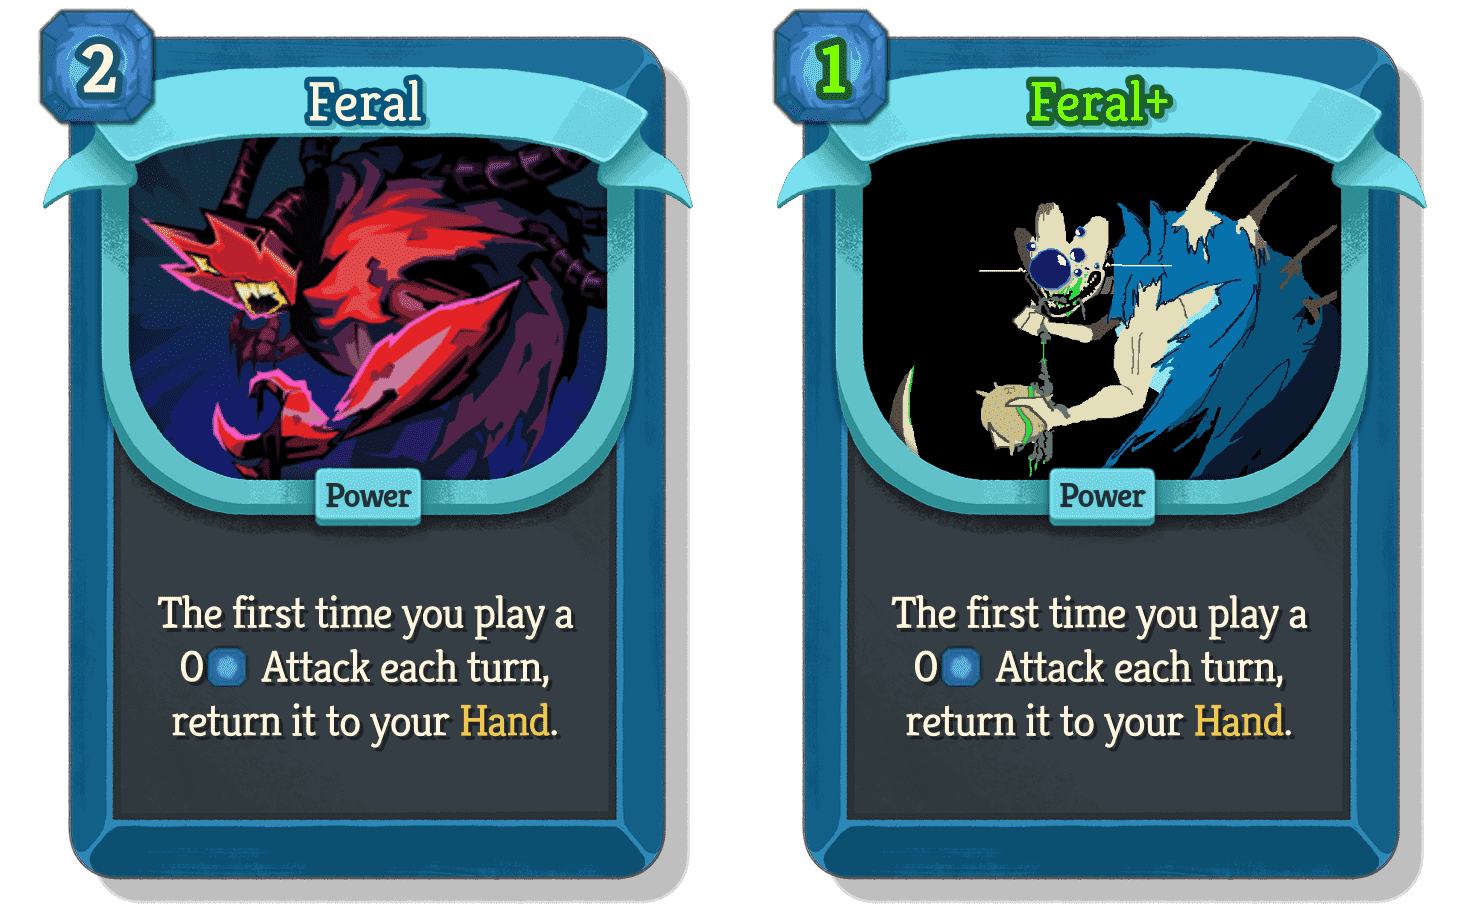 2
Feral
Power
The first time you play a
0 Attack each turn,
return it to your Hand.
1
Feral+
Power
The first time you play a
0 Attack each turn,
return it to your Hand.